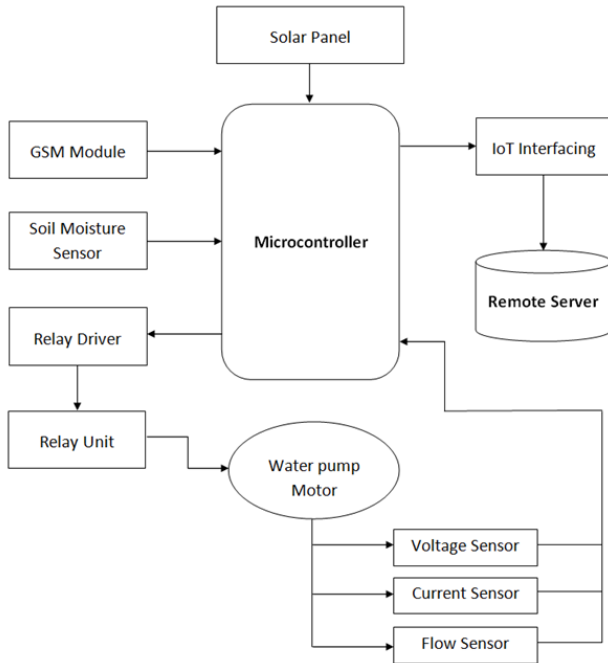 Solar Panel
GSM Module
IoT Interfacing
Soil Moisture
Sensor
Microcontroller
Remote Server
Relay Driver
Relay Unit
Water pump
Motor
Voltage Sensor
Current Sensor
Flow Sensor